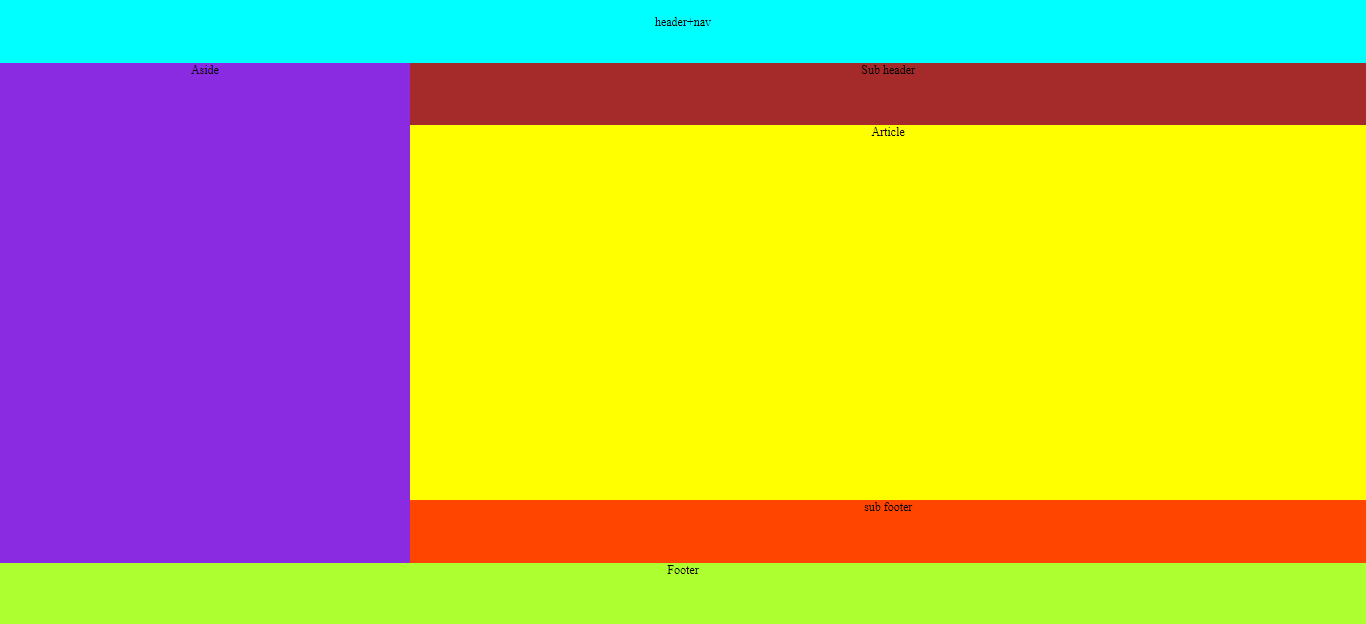 header+nav
Aside
Sub header
Article
sub footer
Footer